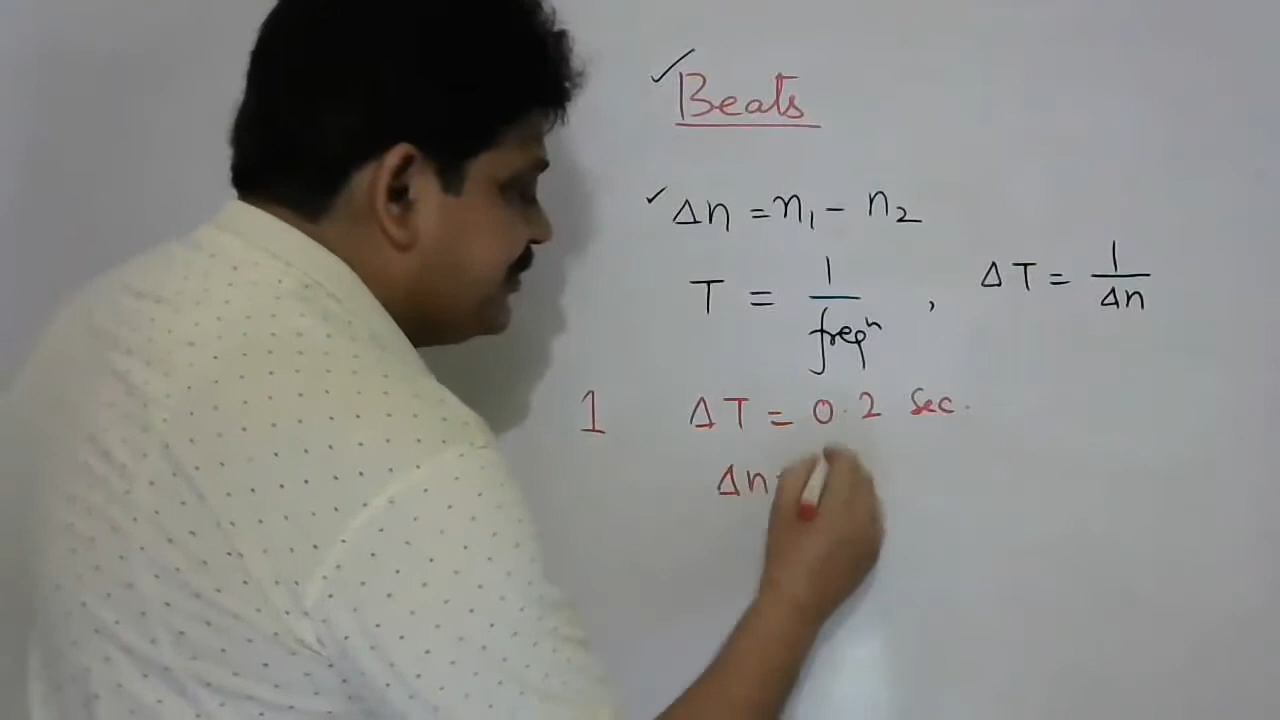 ✓ Beats
✓ Δn = n₁ - n₂
T = 1/freqⁿ , ΔT = 1/Δn
1 ΔT = 0.2 Sec.
Δn